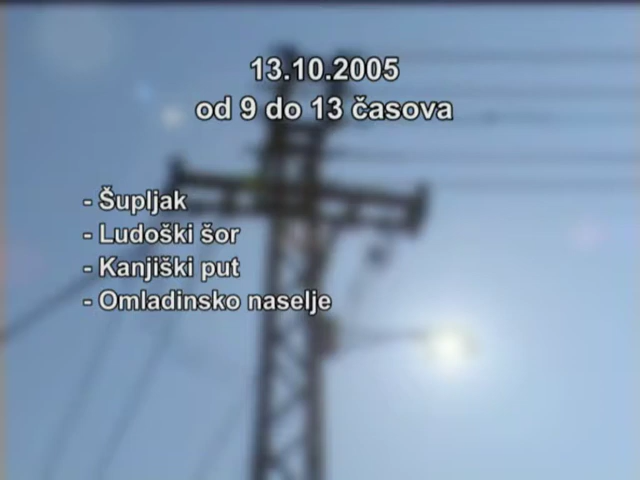 13.10.2005
od 9 do 13 časova
- Šupljak
- Ludoški šor
- Kanjiški put
- Omladinsko naselje